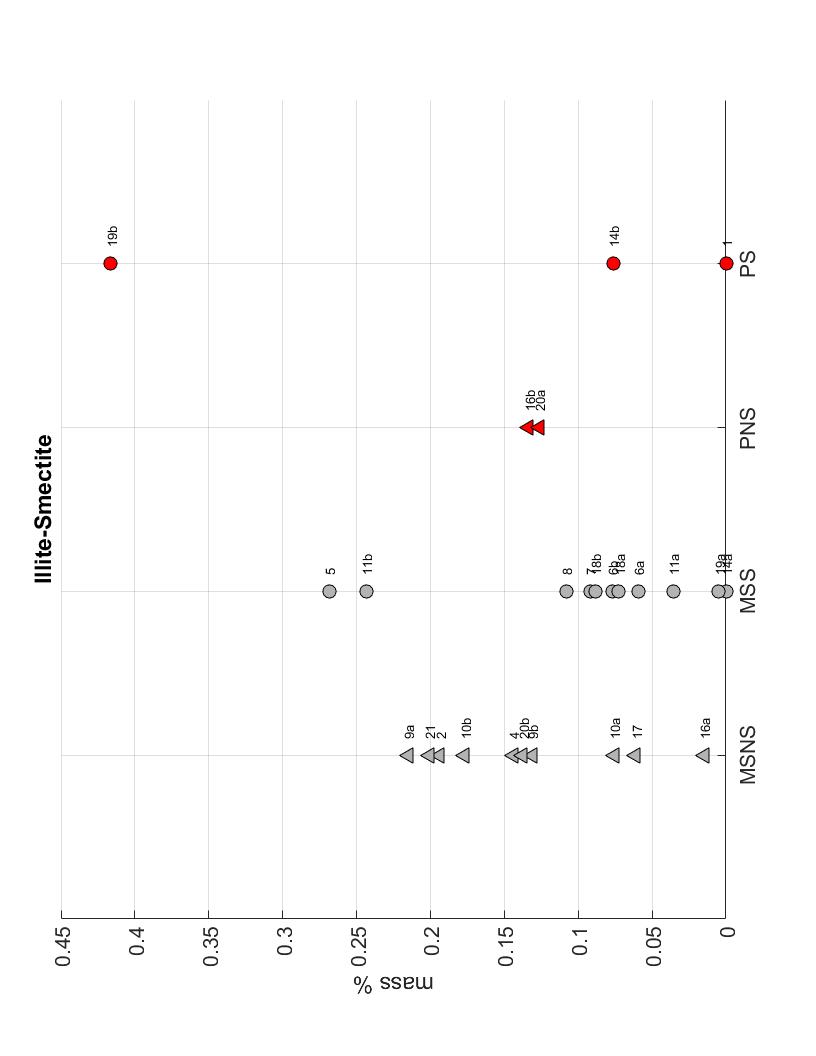 Illite-Smectite
0.45
0.4
0.35
0.3
0.25
0.2
0.15
0.1
0.05
0
mass %
9a
21
2
10b
4
20b
9b
10a
17
16a
5
11b
8
7
18b
6b
18a
6a
11a
19a
14a
16b
20a
19b
14b
1
MSNS MSS PNS PS